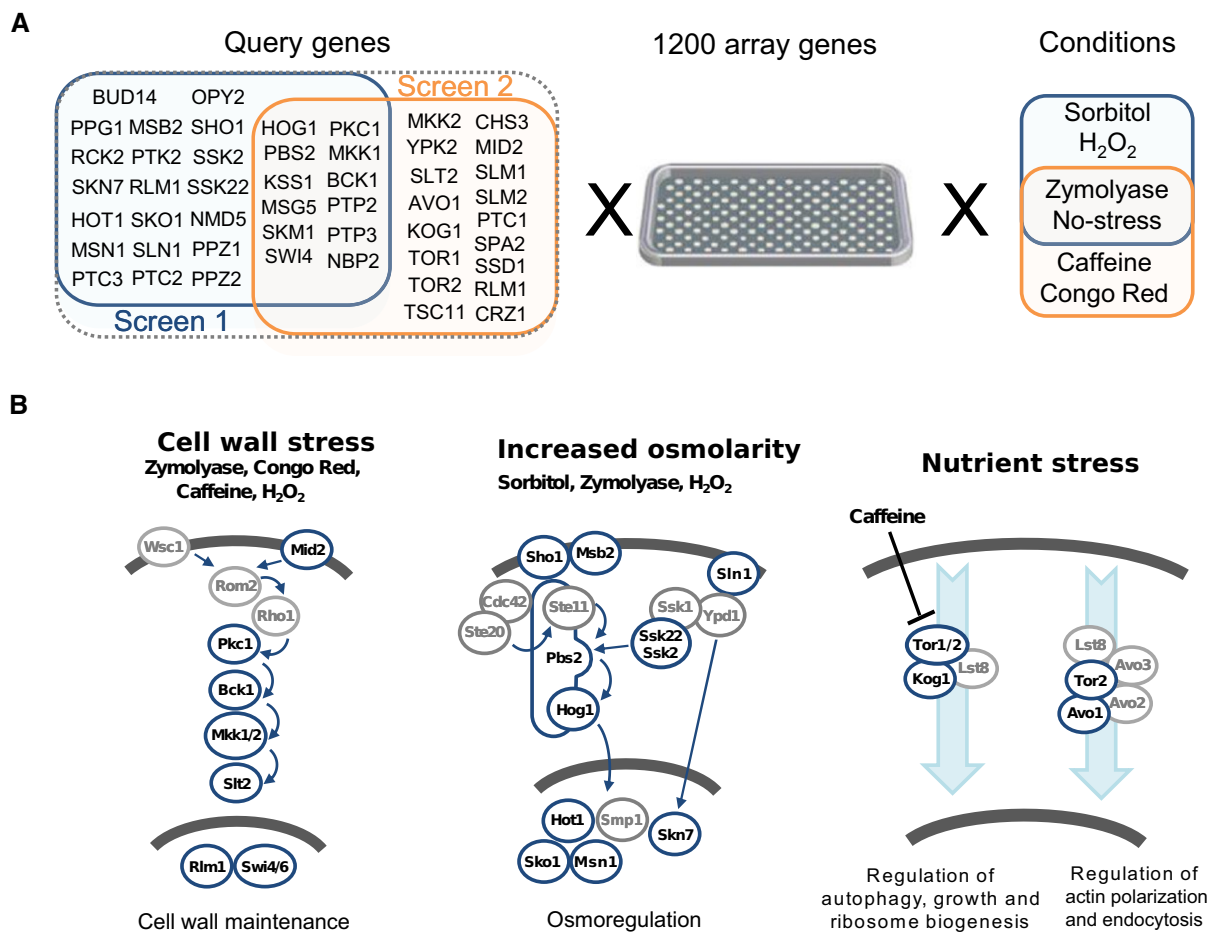 A
Query genes
1200 array genes
Conditions
Screen 2
BUD14 OPY2
PPG1 MSB2 SHO1
RCK2 PTK2 SSK2
SKN7 RLM1 SSK22
HOT1 SKO1 NMD5
MSN1 SLN1 PPZ1
PTC3 PTC2 PPZ2
HOG1 PKC1
PBS2 MKK1
KSS1 BCK1
MSG5 PTP2
SKM1 PTP3
SWI4 NBP2
MKK2 CHS3
YPK2 MID2
SLT2 SLM1
AVO1 SLM2
KOG1 PTC1
TOR1 SPA2
TOR2 SSD1
TSC11 RLM1
CRZ1
Screen 1
X
X
Sorbitol
H₂O₂
Zymolyase
No-stress
Caffeine
Congo Red
B
Cell wall stress
Zymolyase, Congo Red,
Caffeine, H₂O₂
Wsc1
Mid2
Rom2
Rho1
Pkc1
Bck1
Mkk1/2
Slt2
Rlm1
Swi4/6
Cell wall maintenance
Increased osmolarity
Sorbitol, Zymolyase, H₂O₂
Sho1
Msb2
Sln1
Cdc42
Ste11
Ssk1
Ypd1
Ste20
Ssk22
Ssk2
Pbs2
Hog1
Hot1
Smp1
Skn7
Sko1
Msn1
Osmoregulation
Nutrient stress
Caffeine
Tor1/2
Lst8
Kog1
Lst8
Avo3
Tor2
Avo2
Avo1
Regulation of
autophagy, growth and
ribosome biogenesis
Regulation of
actin polarization
and endocytosis